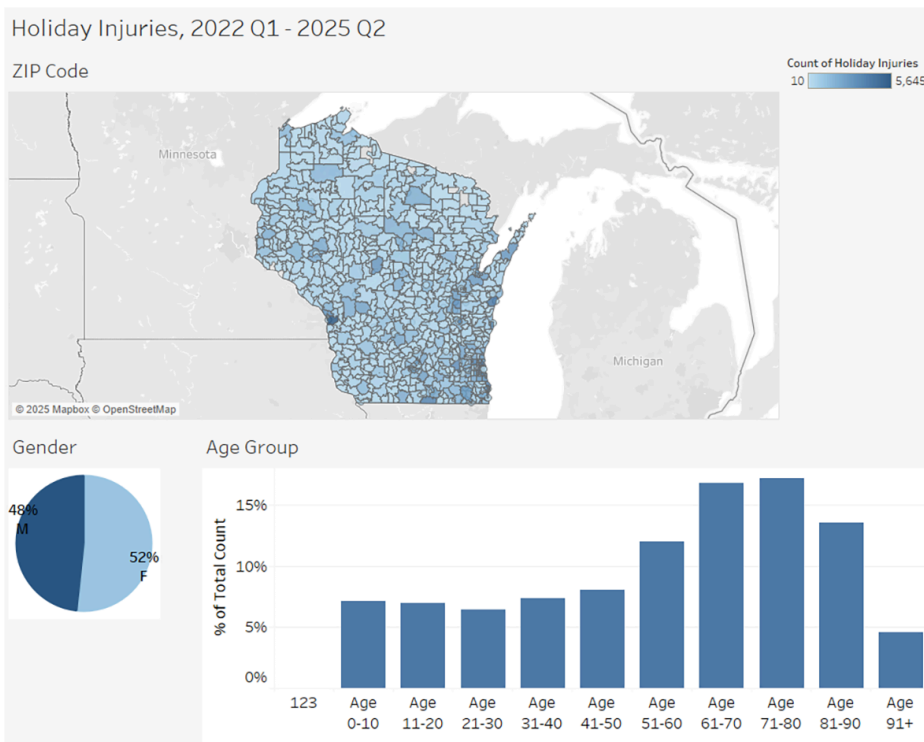 Holiday Injuries, 2022 Q1 - 2025 Q2
ZIP Code
Count of Holiday Injuries
10 5,645
Minnesota
Michigan
© 2025 Mapbox © OpenStreetMap
Gender
48%
M
52%
F
Age Group
% of Total Count
15%
10%
5%
0%
123 Age Age Age Age Age Age Age Age Age Age
0-10 11-20 21-30 31-40 41-50 51-60 61-70 71-80 81-90 91+